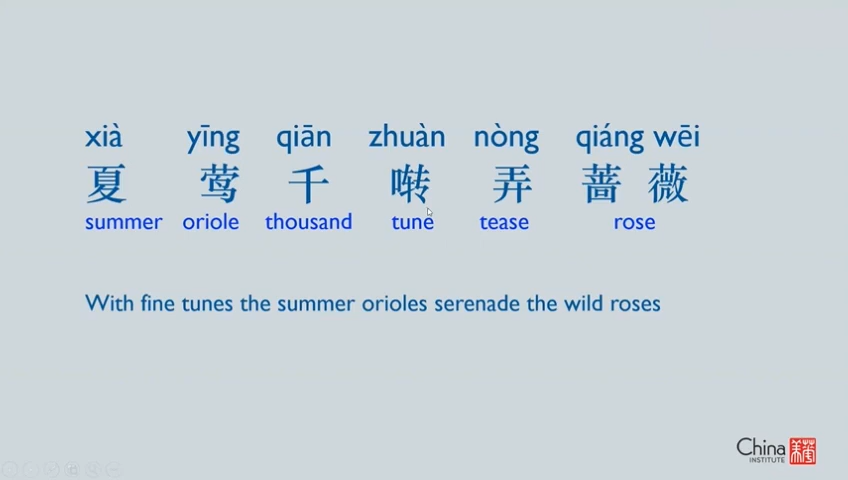 xià yīng qiān zhuàn nòng qiáng wēi
夏 莺 千 啭 弄 蔷 薇
summer oriole thousand tune tease rose
With fine tunes the summer orioles serenade the wild roses
China
INSTITUTE